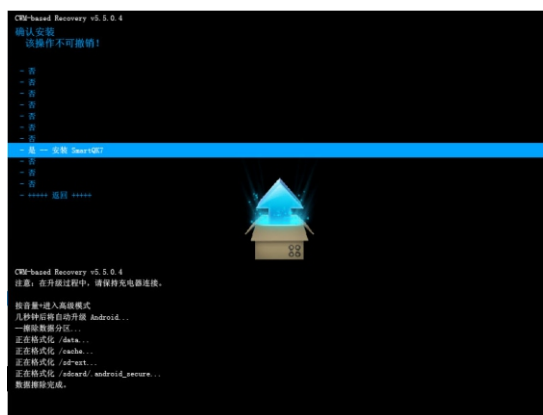 CWM-based Recovery v5.5.0.4
确认安装
该操作不可撤销！
- 否
- 否
- 否
- 否
- 否
- 否
- 否
- 是 -- 安装 SmartQK7
- 否
- 否
- 否
- +++++ 返回 +++++
CWM-based Recovery v5.5.0.4
注意：在升级过程中，请保持充电器连接。
按音量+进入高级模式
几秒钟后将自动升级 Android...
--擦除数据分区...
正在格式化 /data...
正在格式化 /cache...
正在格式化 /sd-ext...
正在格式化 /sdcard/.android_secure...
数据擦除完成。